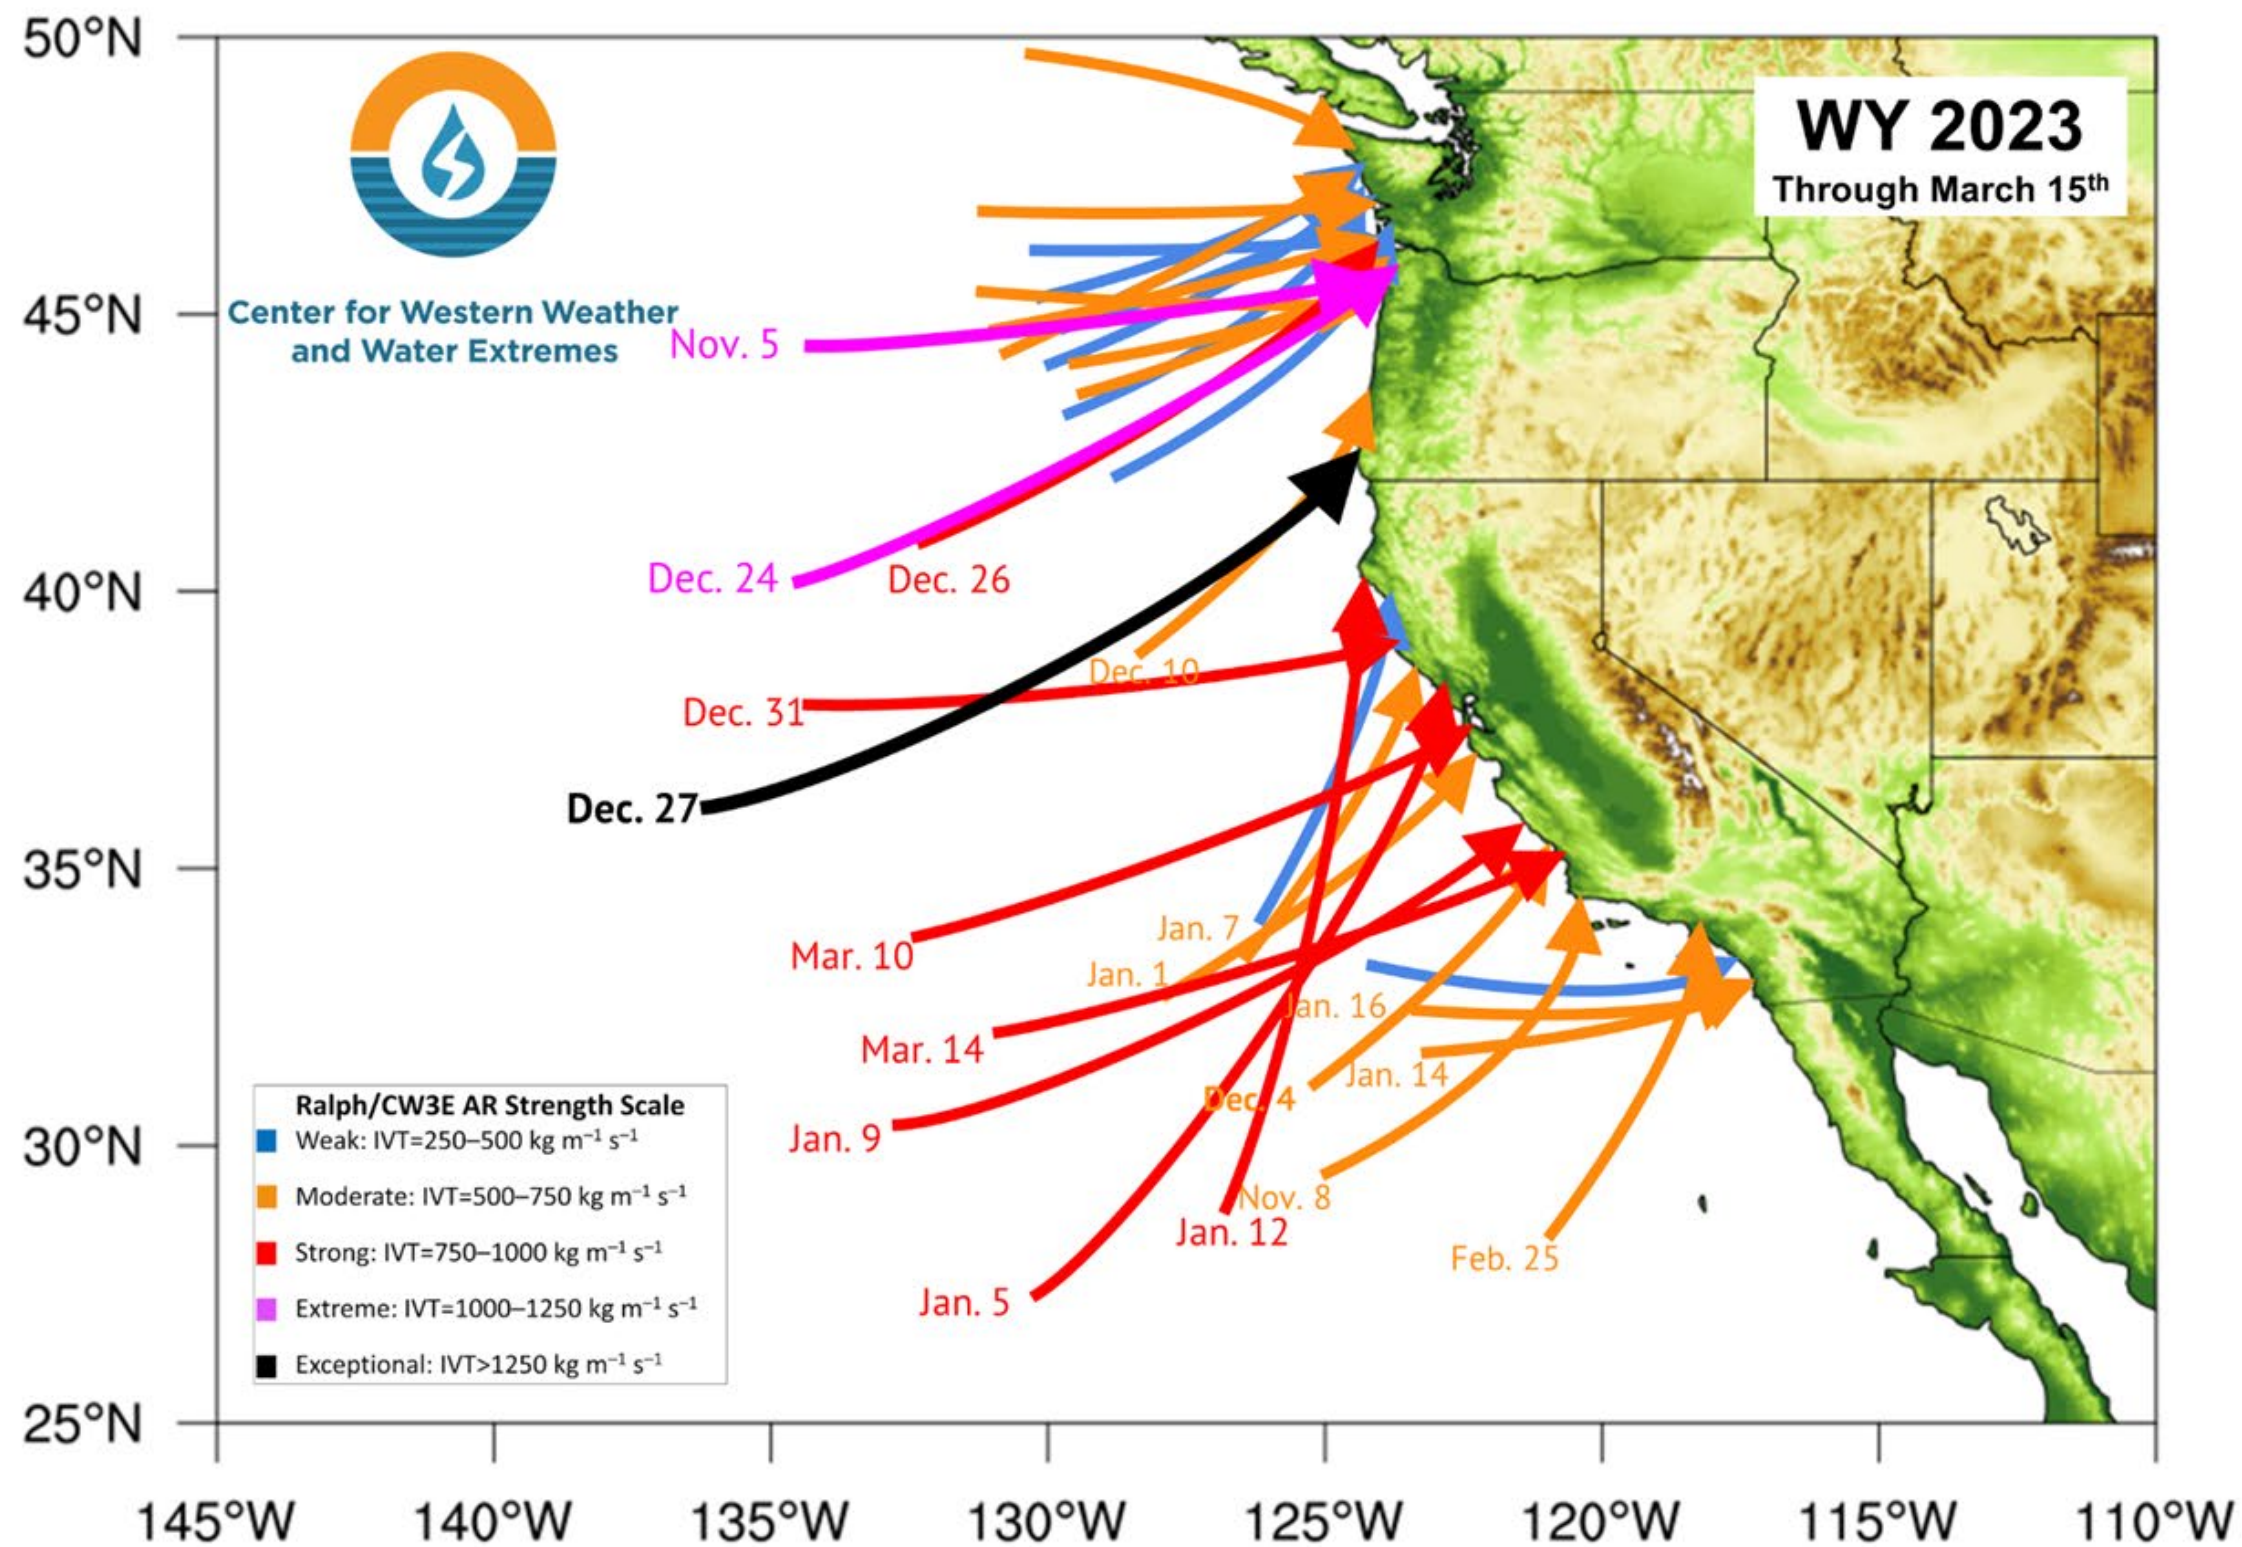 50°N
45°N
40°N
35°N
30°N
25°N
145°W
140°W
135°W
130°W
125°W
120°W
115°W
110°W
WY 2023
Through March 15th
Center for Western Weather
and Water Extremes
Nov. 5
Dec. 24
Dec. 26
Dec. 10
Dec. 31
Dec. 27
Jan. 7
Mar. 10
Jan. 1
Jan. 16
Mar. 14
Jan. 14
Dec. 4
Jan. 9
Nov. 8
Jan. 12
Feb. 25
Jan. 5
Ralph/CW3E AR Strength Scale
Weak: IVT=250–500 kg m⁻¹ s⁻¹
Moderate: IVT=500–750 kg m⁻¹ s⁻¹
Strong: IVT=750–1000 kg m⁻¹ s⁻¹
Extreme: IVT=1000–1250 kg m⁻¹ s⁻¹
Exceptional: IVT>1250 kg m⁻¹ s⁻¹